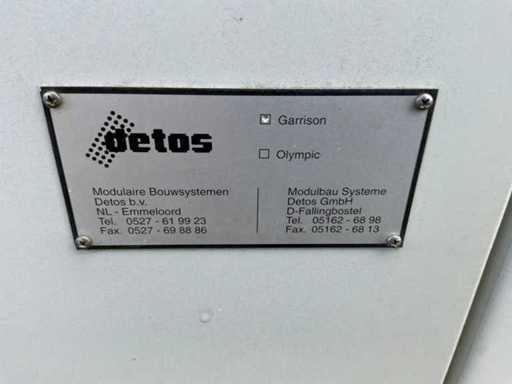 detos
Garrison
Olympic
Modulaire Bouwsystemen
Detos b.v.
NL - Emmeloord
Tel. 0527 - 61 99 23
Fax. 0527 - 69 88 86
Modulbau Systeme
Detos GmbH
D-Fallingbostel
Tel. 05162 - 68 98
Fax. 05162 - 68 13